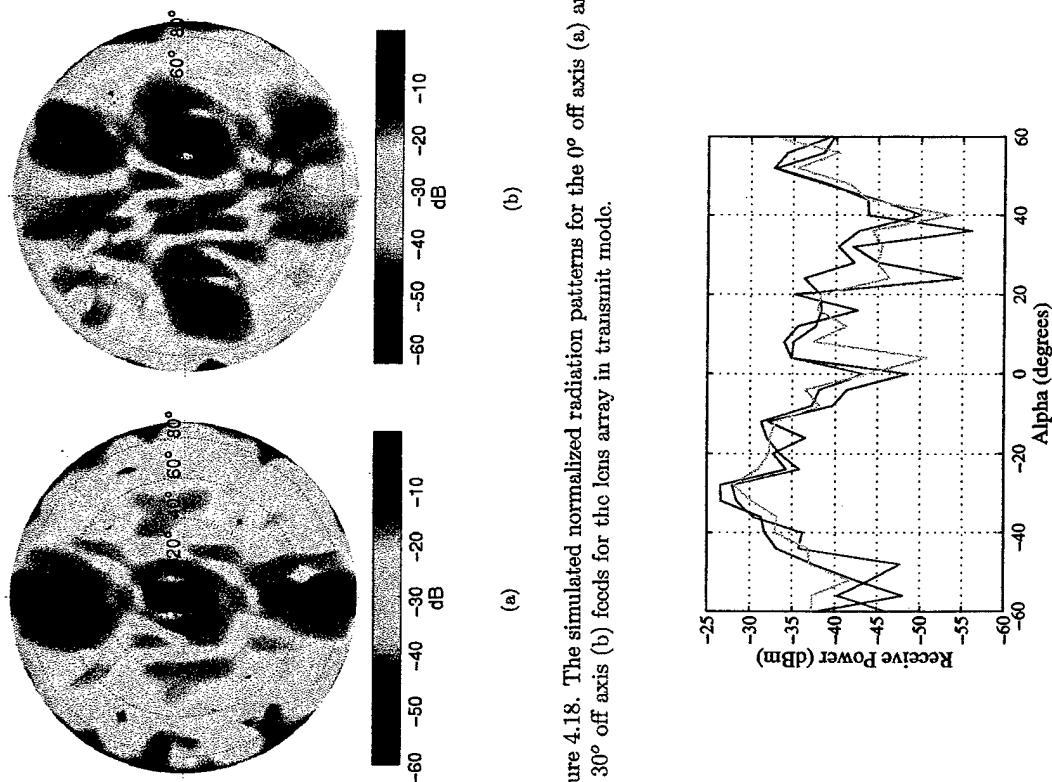 20° 40° 60° 80°
60° 80°
-60 -50 -40 -30 -20 -10
dB
-60 -50 -40 -30 -20 -10
dB
(a)
(b)
ure 4.18. The simulated normalized radiation patterns for the 0° off axis (a) an
30° off axis (b) feeds for the lens array in transmit mode.
Receive Power (dBm)
-25
-30
-35
-40
-45
-50
-55
-60
-60 -40 -20 0 20 40 60
Alpha (degrees)